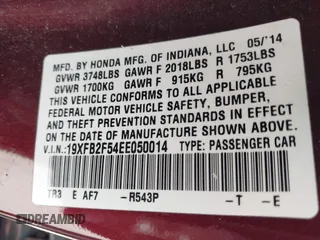 MFD. BY HONDA MFG. OF INDIANA, LLC 05/'14
GVWR 3748LBS GAWR F 2018LBS R 1753LBS
GVWR 1700KG GAWR F 915KG R 795KG
THIS VEHICLE CONFORMS TO ALL APPLICABLE
FEDERAL MOTOR VEHICLE SAFETY, BUMPER,
AND THEFT PREVENTION STANDARDS IN EFFECT
ON THE DATE OF MANUFACTURE SHOWN ABOVE.
V.I.N.:19XFB2F54EE050014 TYPE: PASSENGER CAR
TR3 E AF7 -R543P -T -E
DREAMBID